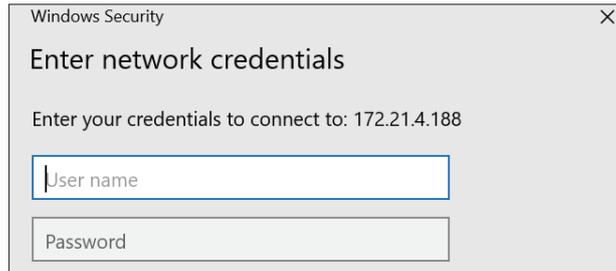 Windows Security
Enter network credentials
Enter your credentials to connect to: 172.21.4.188
User name
Password